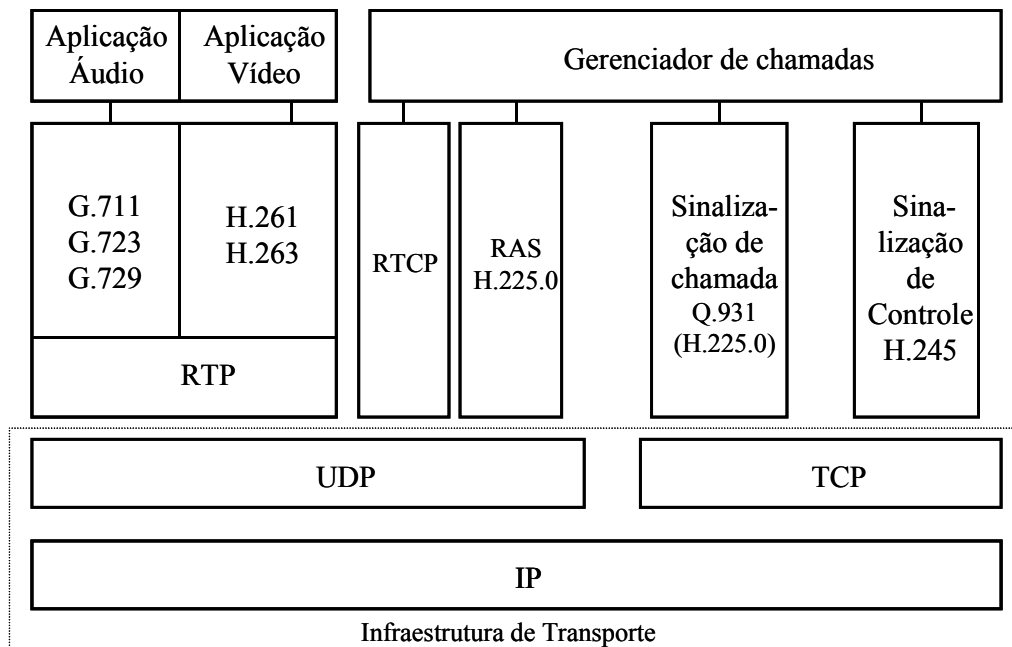 Aplicação
Áudio
Aplicação
Vídeo
Gerenciador de chamadas
G.711
G.723
G.729
H.261
H.263
RTP
RTCP
RAS
H.225.0
Sinaliza-
ção de
chamada
Q.931
(H.225.0)
Sina-
lização
de
Controle
H.245
UDP
TCP
IP
Infraestrutura de Transporte